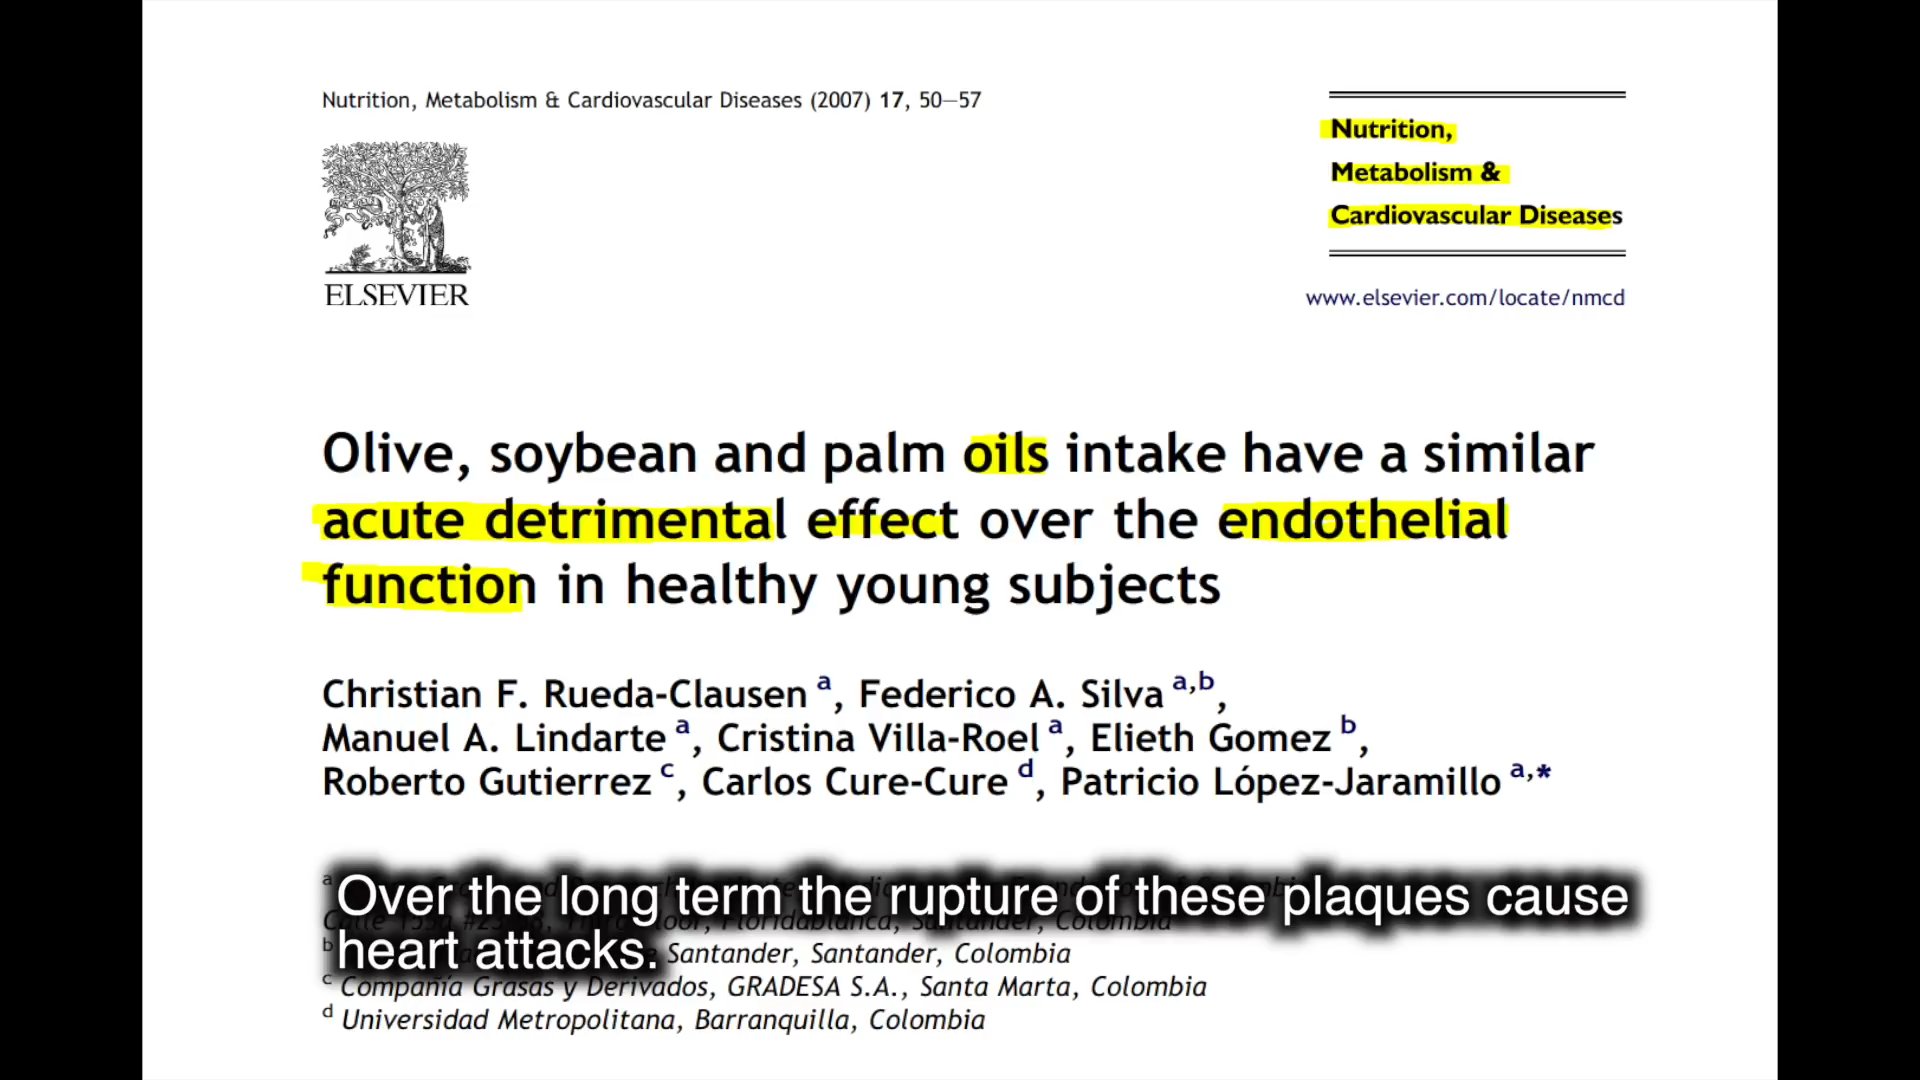 Nutrition, Metabolism & Cardiovascular Diseases (2007) 17, 50–57
Nutrition,
Metabolism &
Cardiovascular Diseases
ELSEVIER
www.elsevier.com/locate/nmcd
Olive, soybean and palm oils intake have a similar
acute detrimental effect over the endothelial
function in healthy young subjects
Christian F. Rueda-Clausen a, Federico A. Silva a,b,
Manuel A. Lindarte a, Cristina Villa-Roel a, Elieth Gomez b,
Roberto Gutierrez c, Carlos Cure-Cure d, Patricio López-Jaramillo a,*
Over the long term the rupture of these plaques cause
heart attacks.
a
Floridablanca, Santander, Colombia
b Santander, Santander, Colombia
c Compañía Grasas y Derivados, GRADESA S.A., Santa Marta, Colombia
d Universidad Metropolitana, Barranquilla, Colombia